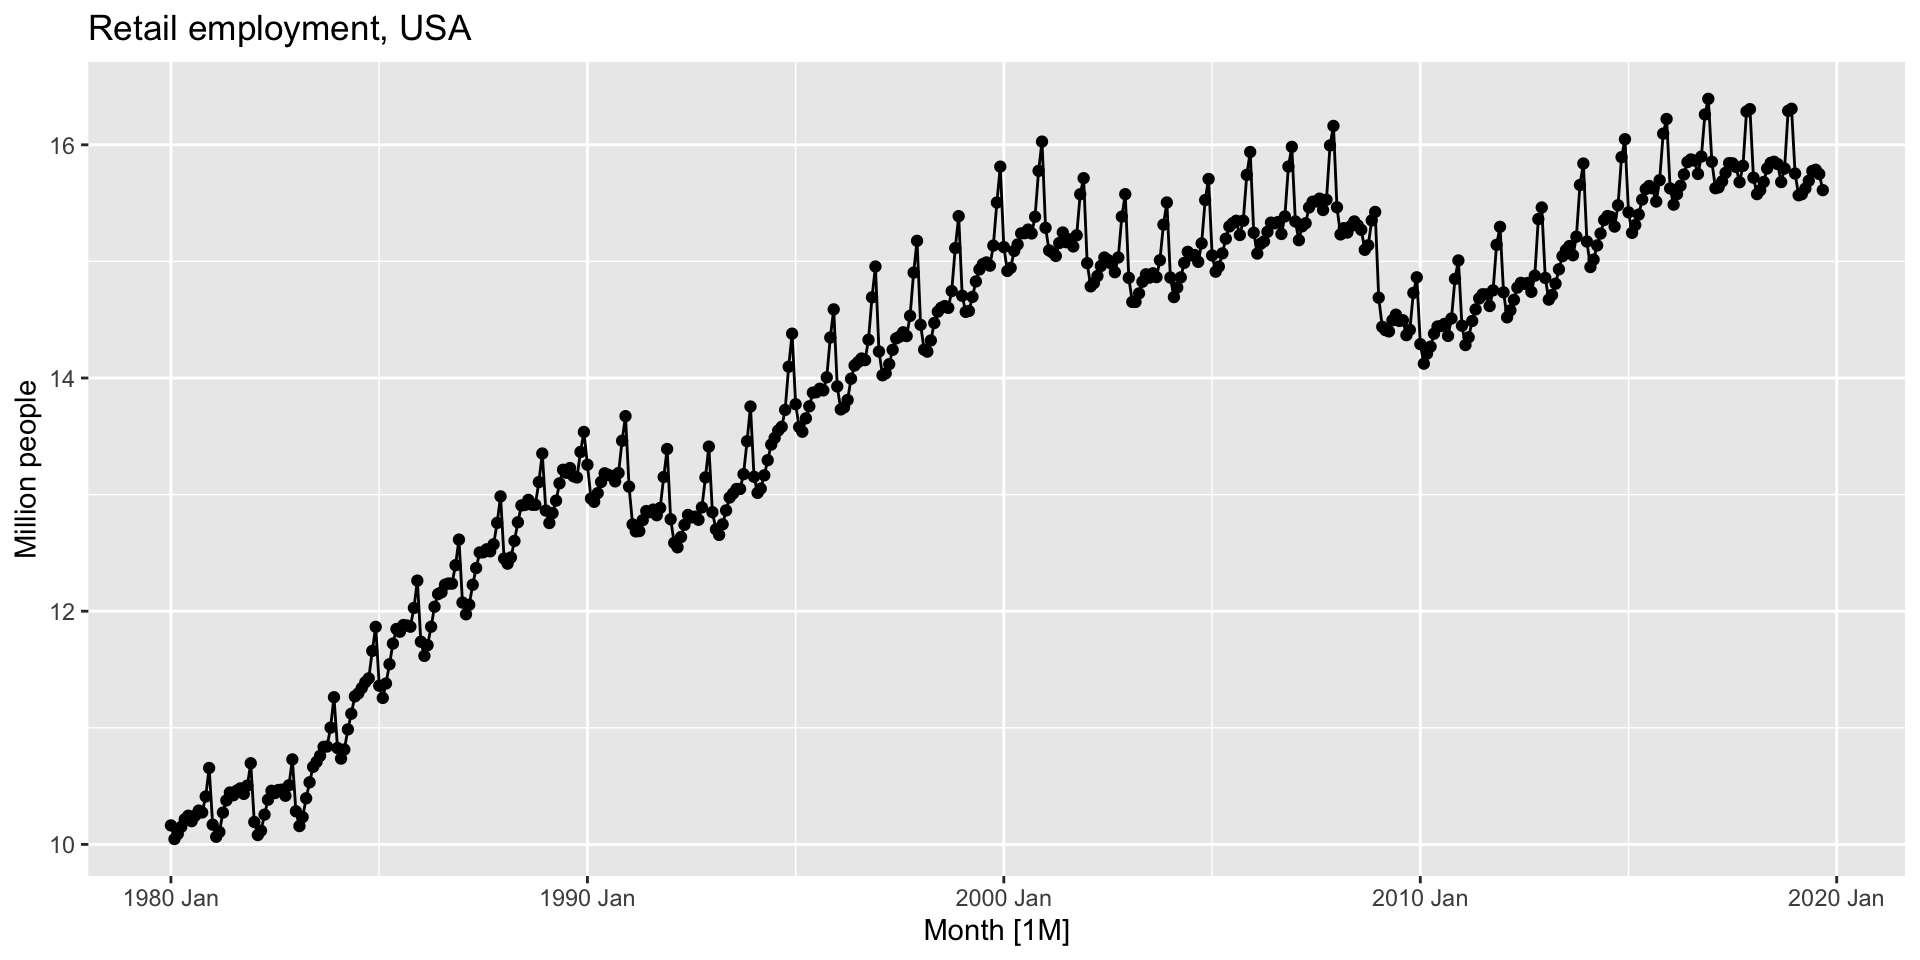 Retail employment, USA
16
14
12
10
Million people
1980 Jan
1990 Jan
2000 Jan
2010 Jan
2020 Jan
Month [1M]